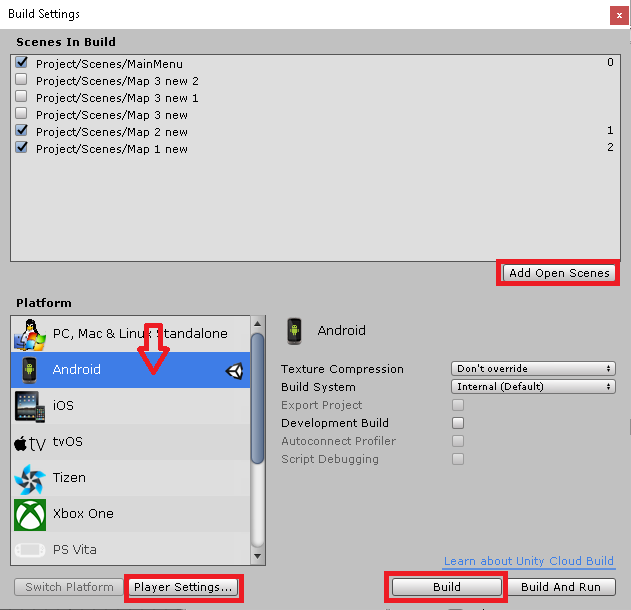 Build Settings
x
Scenes In Build
Project/Scenes/MainMenu 0
Project/Scenes/Map 3 new 2
Project/Scenes/Map 3 new 1
Project/Scenes/Map 3 new
Project/Scenes/Map 2 new 1
Project/Scenes/Map 1 new 2
Add Open Scenes
Platform
PC, Mac & Linux Standalone
Android
iOS
tv tvOS
Tizen
Xbox One
PS Vita
Android
Texture Compression Don't override
Build System Internal (Default)
Export Project
Development Build
Autoconnect Profiler
Script Debugging
Learn about Unity Cloud Build
Switch Platform Player Settings... Build Build And Run